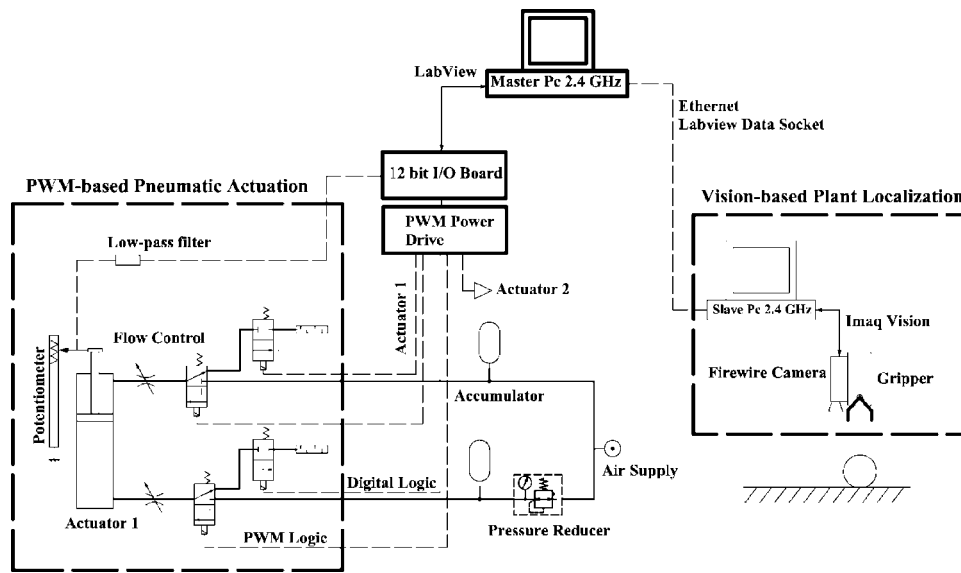 LabView
Master Pc 2.4 GHz
Ethernet
Labview Data Socket
12 bit I/O Board
PWM-based Pneumatic Actuation
Vision-based Plant Localization
PWM Power
Drive
Low-pass filter
Actuator 1
Actuator 2
Slave Pc 2.4 GHz
Imaq Vision
Flow Control
Potentiometer
Firewire Camera
Gripper
Accumulator
Air Supply
Digital Logic
Actuator 1
Pressure Reducer
PWM Logic